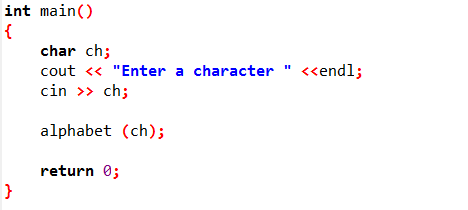 int main()
{
char ch;
cout << "Enter a character " <<endl;
cin >> ch;
alphabet (ch);
return 0;
}